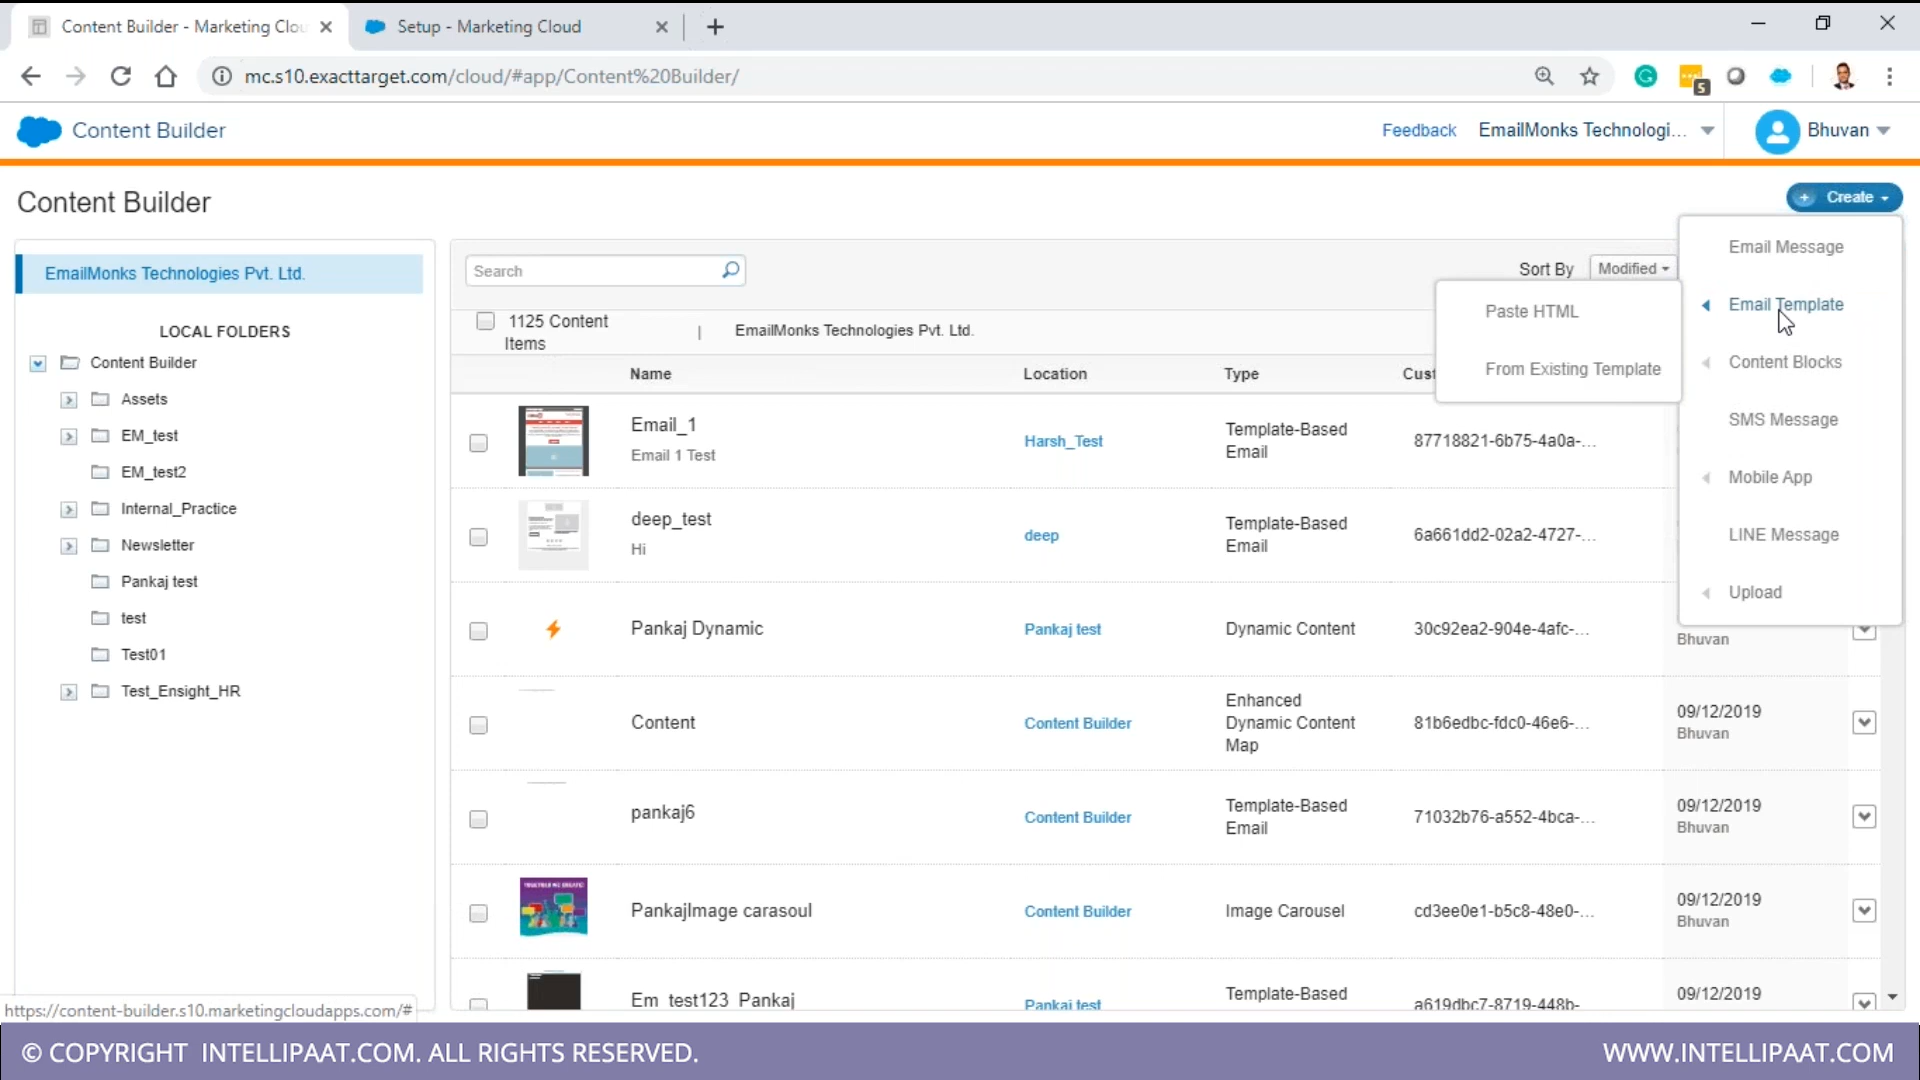 Content Builder - Marketing Clou
Setup - Marketing Cloud
mc.s10.exacttarget.com/cloud/#app/Content%20Builder/
S
Content Builder
Feedback
EmailMonks Technologi...
Bhuvan
Content Builder
Create
EmailMonks Technologies Pvt. Ltd.
LOCAL FOLDERS
Content Builder
Assets
EM_test
EM_test2
Internal_Practice
Newsletter
Pankaj test
test
Test01
Test_Ensight_HR
Search
Sort By
Modified
1125 Content
Items
|
EmailMonks Technologies Pvt. Ltd.
Name
Location
Type
Cust
Email_1
Email 1 Test
Harsh_Test
Template-Based
Email
87718821-6b75-4a0a-...
deep_test
Hi
deep
Template-Based
Email
6a661dd2-02a2-4727-...
Pankaj Dynamic
Pankaj test
Dynamic Content
30c92ea2-904e-4afc-...
Bhuvan
Content
Content Builder
Enhanced
Dynamic Content
Map
81b6edbc-fdc0-46e6-...
09/12/2019
Bhuvan
pankaj6
Content Builder
Template-Based
Email
71032b76-a552-4bca-...
09/12/2019
Bhuvan
PankajImage carasoul
Content Builder
Image Carousel
cd3ee0e1-b5c8-48e0-...
09/12/2019
Bhuvan
Em_test123_Pankaj
Pankaj test
Template-Based
a619dbc7-8719-448b-
09/12/2019
Email Message
Email Template
Content Blocks
SMS Message
Mobile App
LINE Message
Upload
Paste HTML
From Existing Template
https://content-builder.s10.marketingcloudapps.com/#
© COPYRIGHT INTELLIPAAT.COM. ALL RIGHTS RESERVED.
WWW.INTELLIPAAT.COM